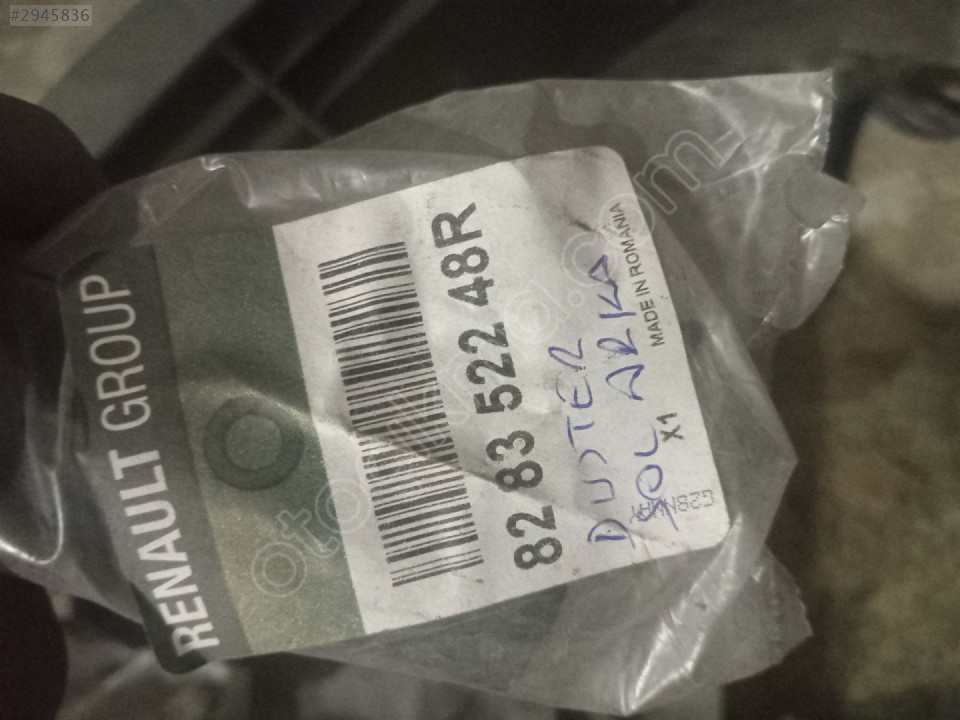 #2945836
RENAULT GROUP
82 83 522 48R
DUSTER
SOL ARKA
X1
MADE IN ROMANIA